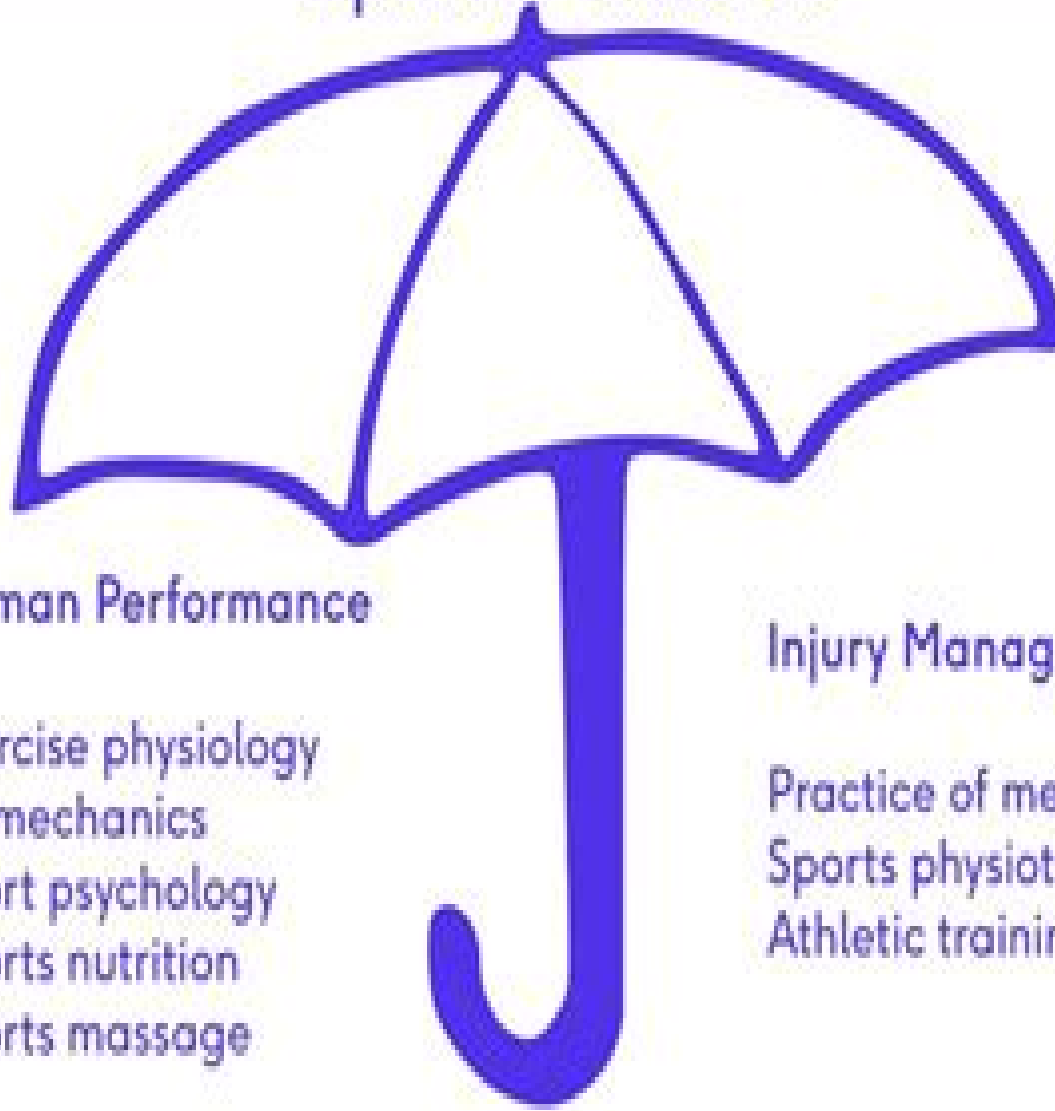 man Performance
rcise physiology
mechanics
rt psychology
rts nutrition
rts massage
Injury Manag
Practice of me
Sports physiot
Athletic trainin